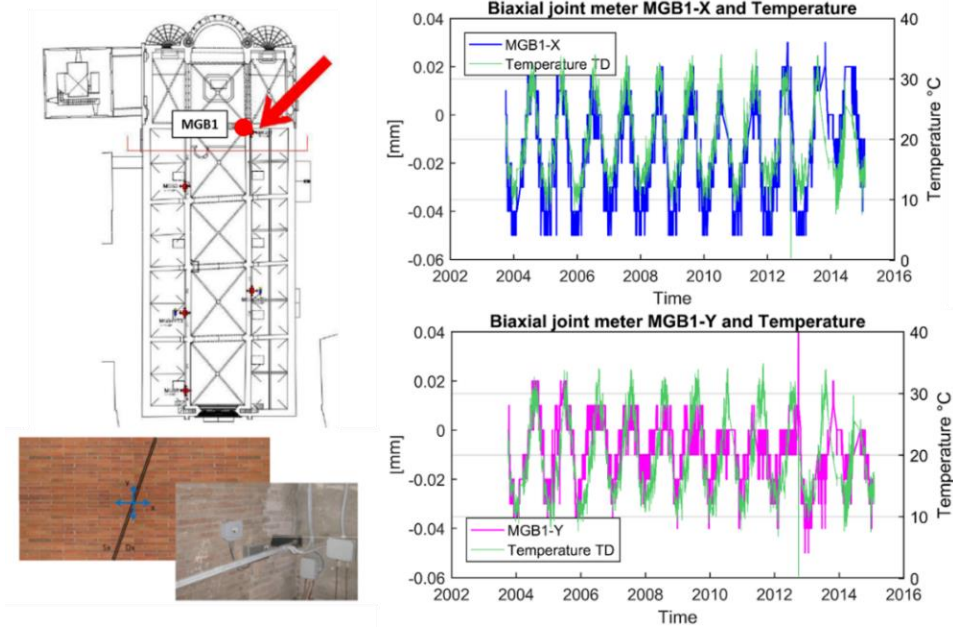 MGB1
Biaxial joint meter MGB1-X and Temperature
MGB1-X
Temperature TD
0.04
0.02
0
-0.02
-0.04
-0.06
[mm]
40
30
20
10
0
Temperature °C
2002 2004 2006 2008 2010 2012 2014 2016
Time
Biaxial joint meter MGB1-Y and Temperature
0.04
0.02
0
-0.02
-0.04
-0.06
[mm]
MGB1-Y
Temperature TD
40
30
20
10
0
Temperature °C
2002 2004 2006 2008 2010 2012 2014 2016
Time
Sx Dx